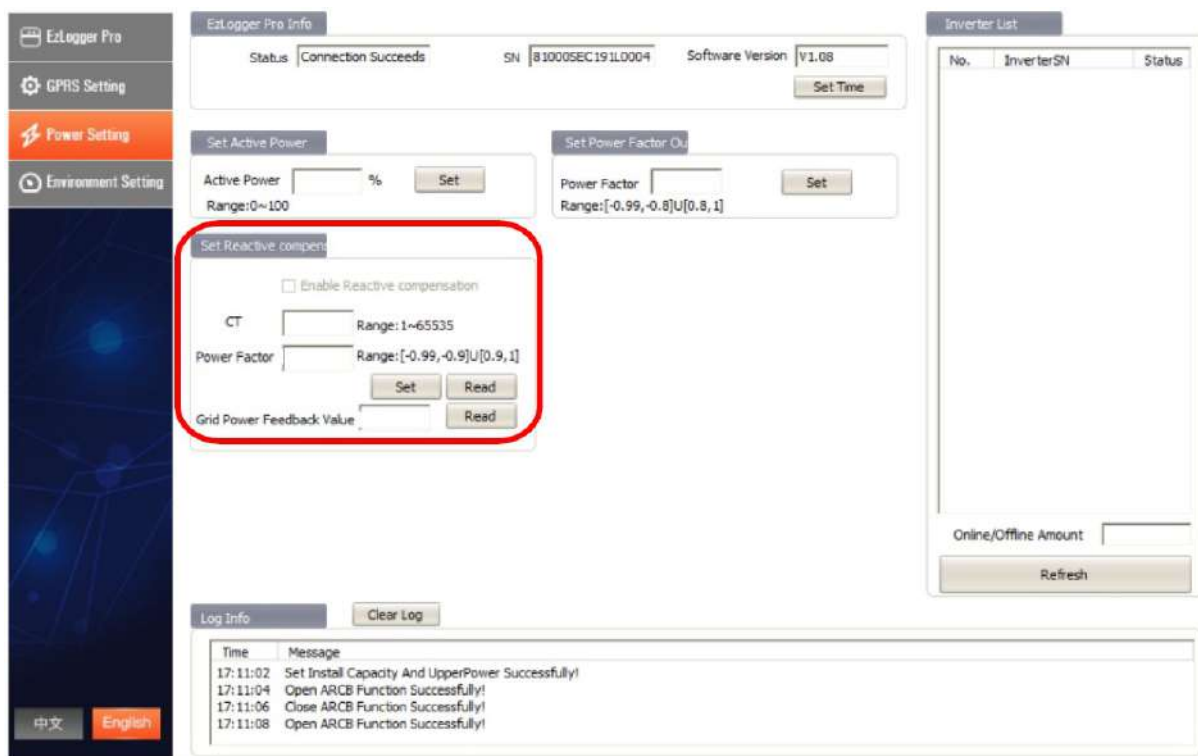 EzLogger Pro
GPRS Setting
Power Setting
Environment Setting
中文 English
EzLogger Pro Info
Status Connection Succeeds SN 81000SEC191L0004 Software Version V1.08
Set Time
Set Active Power
Active Power % Set
Range:0~100
Set Power Factor Ou
Power Factor Set
Range:[-0.99,-0.8]U[0.8,1]
Set Reactive compens
Enable Reactive compensation
CT Range:1~65535
Power Factor Range:[-0.99,-0.9]U[0.9,1]
Set Read
Grid Power Feedback Value Read
Inverter List
No. InverterSN Status
Online/Offline Amount
Refresh
Log Info Clear Log
Time Message
17:11:02 Set Install Capacity And UpperPower Successfully!
17:11:04 Open ARCB Function Successfully!
17:11:06 Close ARCB Function Successfully!
17:11:08 Open ARCB Function Successfully!